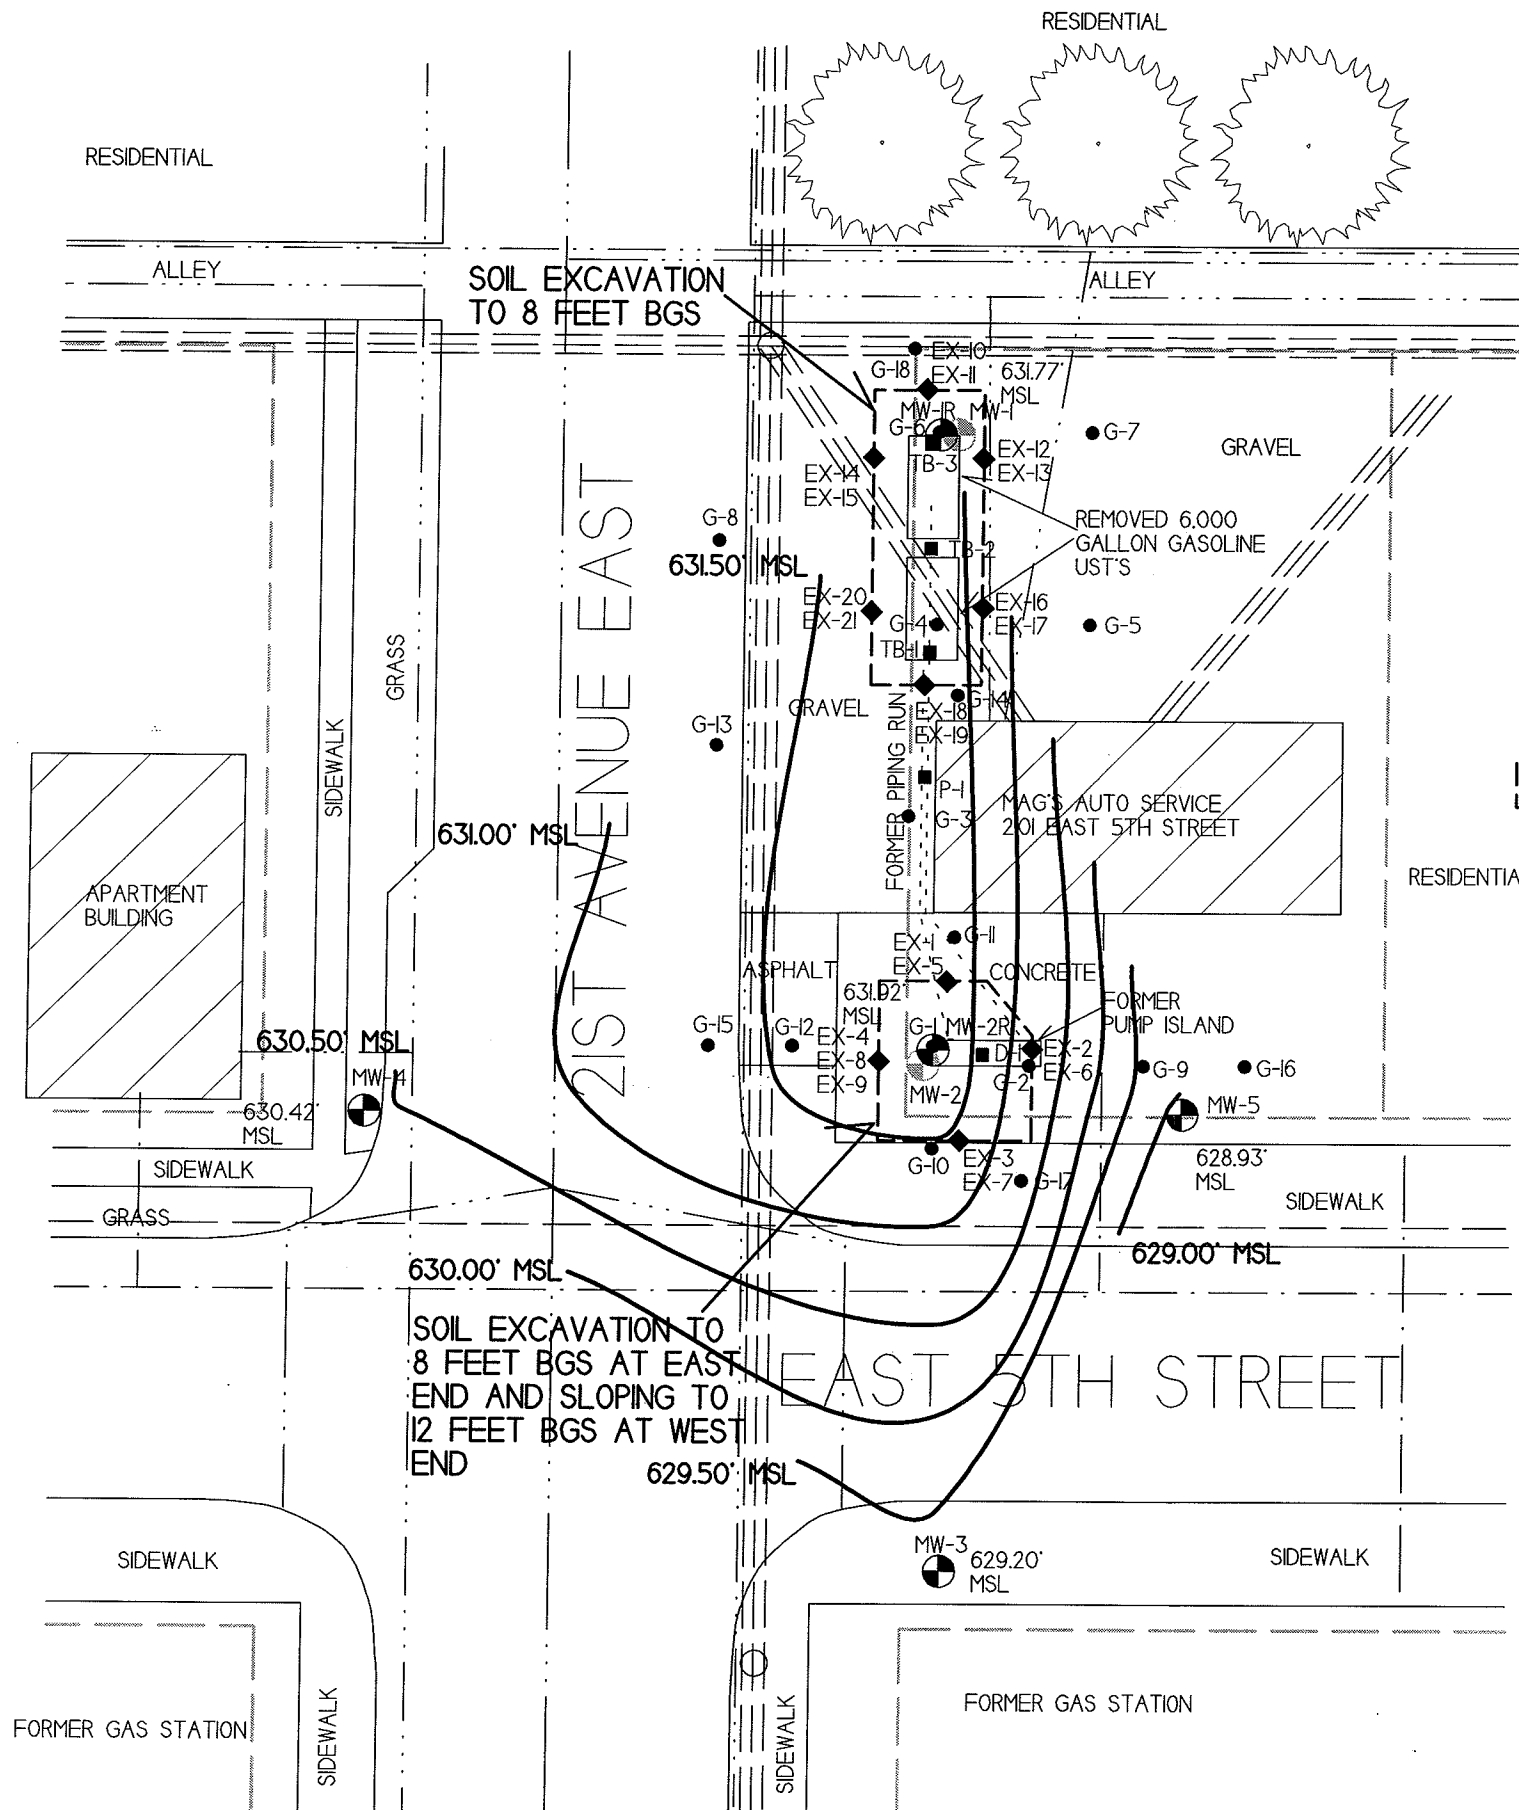 RESIDENTIAL
RESIDENTIAL
ALLEY
SOIL EXCAVATION
TO 8 FEET BGS
ALLEY
EX-10
G-18
EX-11
631.77'
MSL
MW-1R
MW-1
G-6
G-7
GRAVEL
TB-3
EX-12
EX-13
EX-14
EX-15
REMOVED 6,000
GALLON GASOLINE
UST'S
G-8
TB-2
631.50' MSL
EX-20
EX-21
EX-16
EX-17
G-4
G-5
TB-1
GRASS
G-14
GRAVEL
EX-18
EX-19
G-13
SIDEWALK
21ST AVENUE EAST
FORMER PIPING RUN
P-1
MAG'S AUTO SERVICE
201 EAST 5TH STREET
G-3
631.00' MSL
APARTMENT
BUILDING
RESIDENTIA
EX-1
EX-5
G-11
ASPHALT
CONCRETE
631.92'
MSL
FORMER
PUMP ISLAND
G-15
G-12
EX-4
EX-8
EX-9
G-1
MW-2R
D-1
EX-2
EX-6
G-2
G-9
G-16
630.50' MSL
MW-4
630.42'
MSL
MW-2
MW-5
SIDEWALK
G-10
EX-3
EX-7
G-17
628.93'
MSL
SIDEWALK
GRASS
629.00' MSL
630.00' MSL
SOIL EXCAVATION TO
8 FEET BGS AT EAST
END AND SLOPING TO
12 FEET BGS AT WEST
END
EAST 5TH STREET
629.50' MSL
SIDEWALK
MW-3
629.20'
MSL
SIDEWALK
FORMER GAS STATION
SIDEWALK
SIDEWALK
FORMER GAS STATION